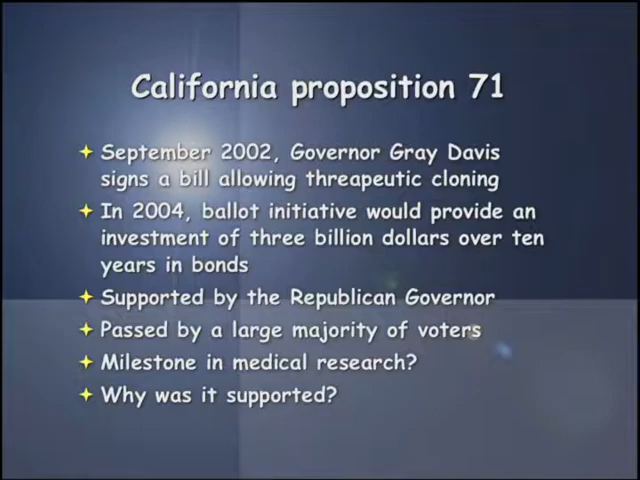 California proposition 71
September 2002, Governor Gray Davis
signs a bill allowing threapeutic cloning
In 2004, ballot initiative would provide an
investment of three billion dollars over ten
years in bonds
Supported by the Republican Governor
Passed by a large majority of voters
Milestone in medical research?
Why was it supported?